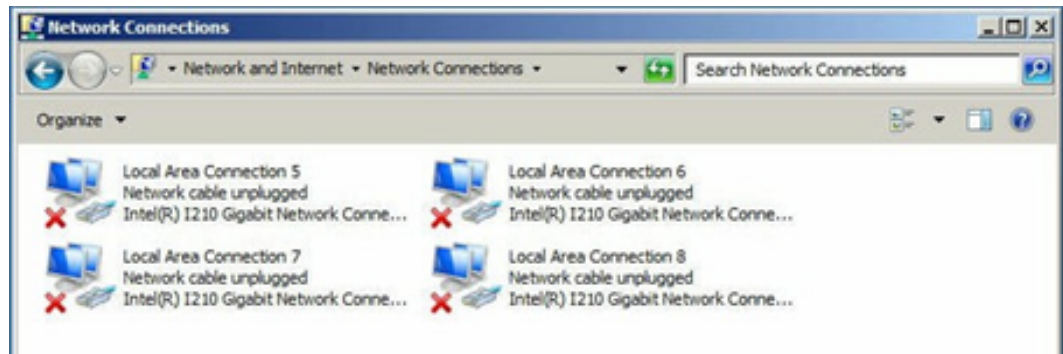 Network Connections
Network and Internet Network Connections
Search Network Connections
Organize
Local Area Connection 5
Network cable unplugged
Intel(R) I210 Gigabit Network Conne...
Local Area Connection 6
Network cable unplugged
Intel(R) I210 Gigabit Network Conne...
Local Area Connection 7
Network cable unplugged
Intel(R) I210 Gigabit Network Conne...
Local Area Connection 8
Network cable unplugged
Intel(R) I210 Gigabit Network Conne...